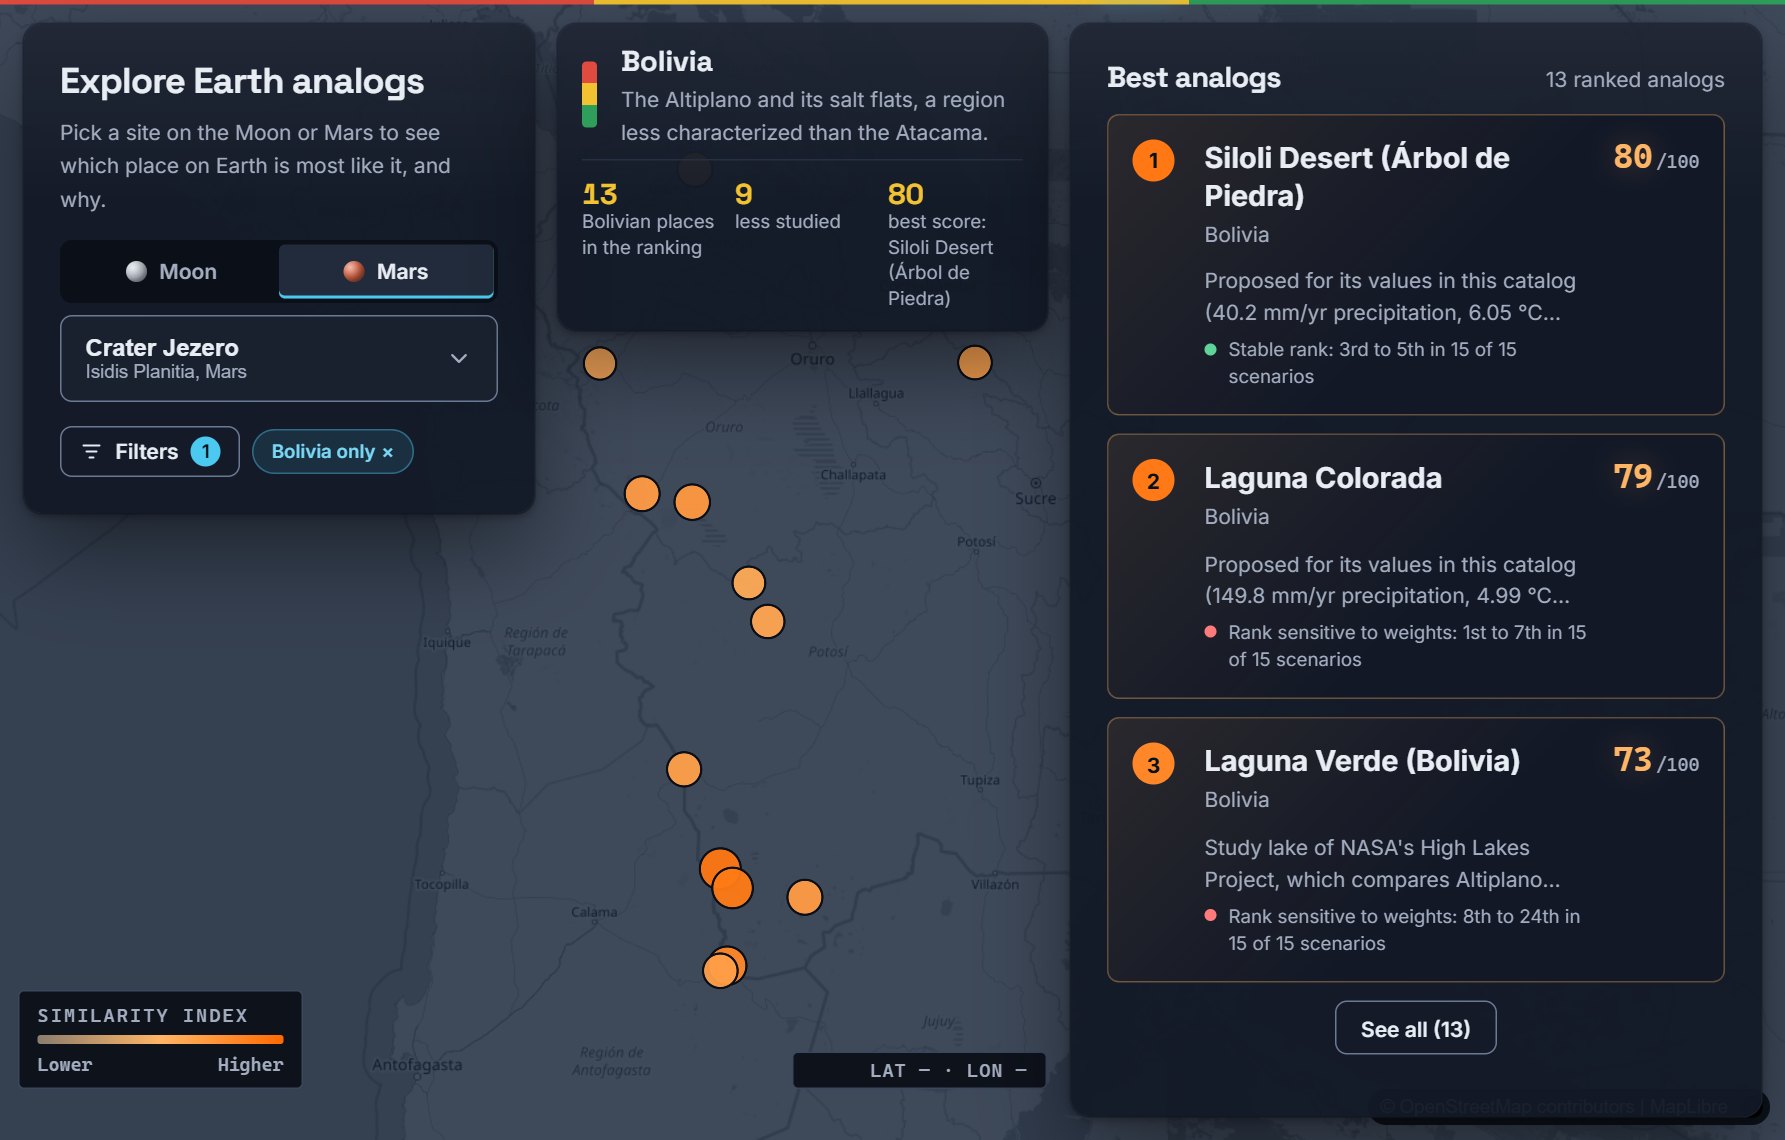 Explore Earth analogs
Pick a site on the Moon or Mars to see
which place on Earth is most like it, and
why.
Moon
Mars
Crater Jezero
Isidis Planitia, Mars
Filters 1
Bolivia only ×
Bolivia
The Altiplano and its salt flats, a region
less characterized than the Atacama.
13
Bolivian places
in the ranking
9
less studied
80
best score:
Siloli Desert
(Árbol de
Piedra)
Best analogs
13 ranked analogs
1
Siloli Desert (Árbol de
Piedra)
80/100
Bolivia
Proposed for its values in this catalog
(40.2 mm/yr precipitation, 6.05 °C...
Stable rank: 3rd to 5th in 15 of 15
scenarios
2
Laguna Colorada
79/100
Bolivia
Proposed for its values in this catalog
(149.8 mm/yr precipitation, 4.99 °C...
Rank sensitive to weights: 1st to 7th in 15
of 15 scenarios
3
Laguna Verde (Bolivia)
73/100
Bolivia
Study lake of NASA's High Lakes
Project, which compares Altiplano...
Rank sensitive to weights: 8th to 24th in
15 of 15 scenarios
See all (13)
Oruro
Llallagua
Oruro
Challapata
Sucre
Potosí
Iquique
Región de
Tarapacá
Potosí
Tupiza
Tocopilla
Villazón
Calama
Jujuy
Región de
Antofagasta
Antofagasta
SIMILARITY INDEX
Lower
Higher
LAT — · LON —
© OpenStreetMap contributors | MapLibre